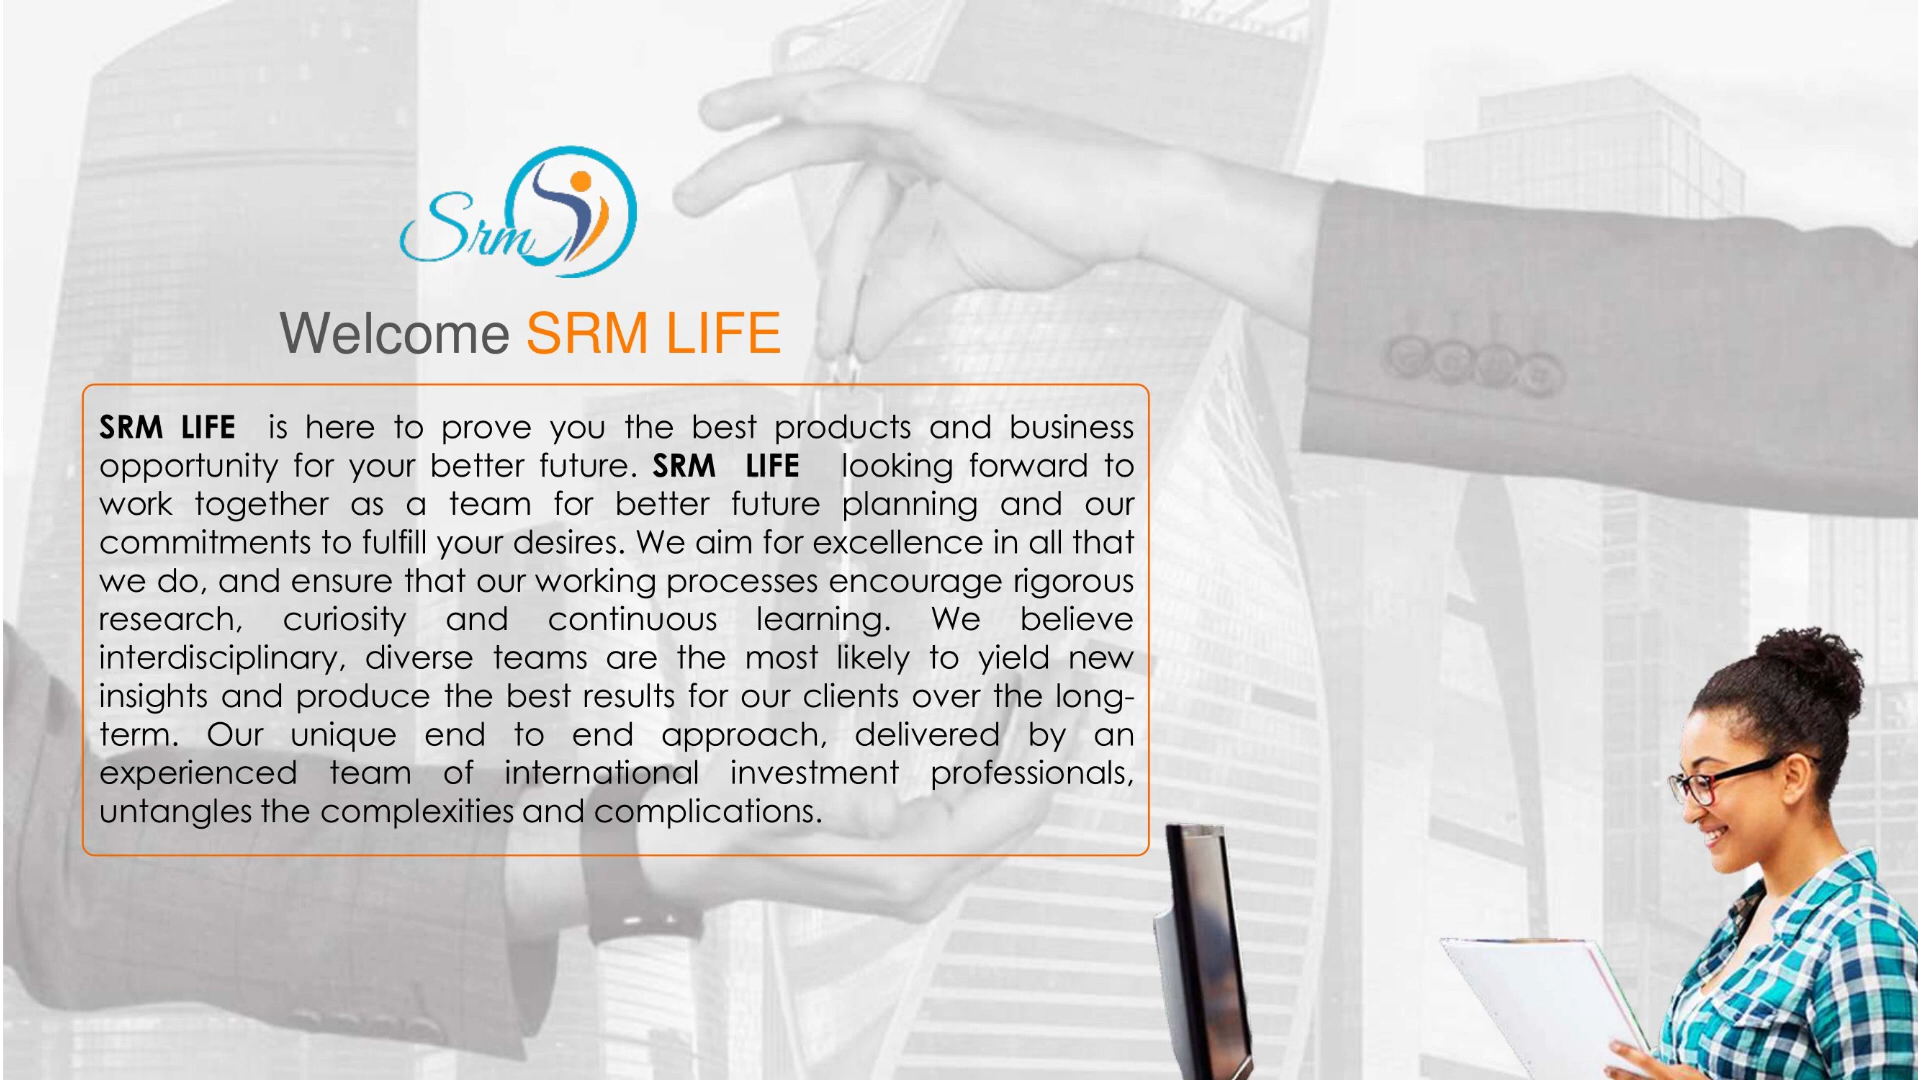 Srm
Welcome SRM LIFE
SRM LIFE is here to prove you the best products and business
opportunity for your better future. SRM LIFE looking forward to
work together as a team for better future planning and our
commitments to fulfill your desires. We aim for excellence in all that
we do, and ensure that our working processes encourage rigorous
research, curiosity and continuous learning. We believe
interdisciplinary, diverse teams are the most likely to yield new
insights and produce the best results for our clients over the long-
term. Our unique end to end approach, delivered by an
experienced team of international investment professionals,
untangles the complexities and complications.